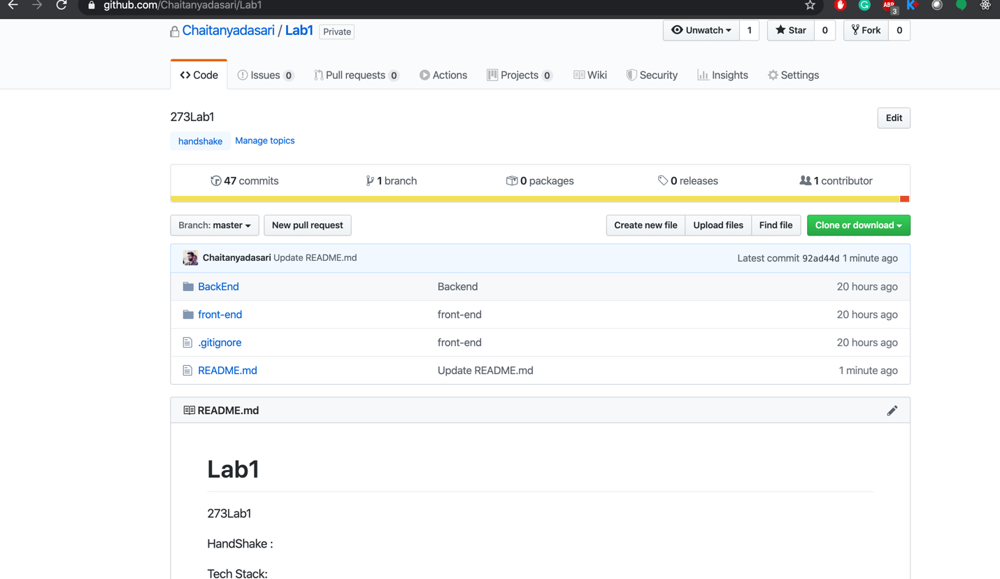 github.com/Chaitanyadasari/Lab1
ABP 3
Chaitanyadasari / Lab1 Private
Unwatch 1 Star 0 Fork 0
Code Issues 0 Pull requests 0 Actions Projects 0 Wiki Security Insights Settings
273Lab1 Edit
handshake Manage topics
47 commits 1 branch 0 packages 0 releases 1 contributor
Branch: master New pull request Create new file Upload files Find file Clone or download
Chaitanyadasari Update README.md Latest commit 92ad44d 1 minute ago
BackEnd Backend 20 hours ago
front-end front-end 20 hours ago
.gitignore front-end 20 hours ago
README.md Update README.md 1 minute ago
README.md
Lab1
273Lab1
HandShake :
Tech Stack: